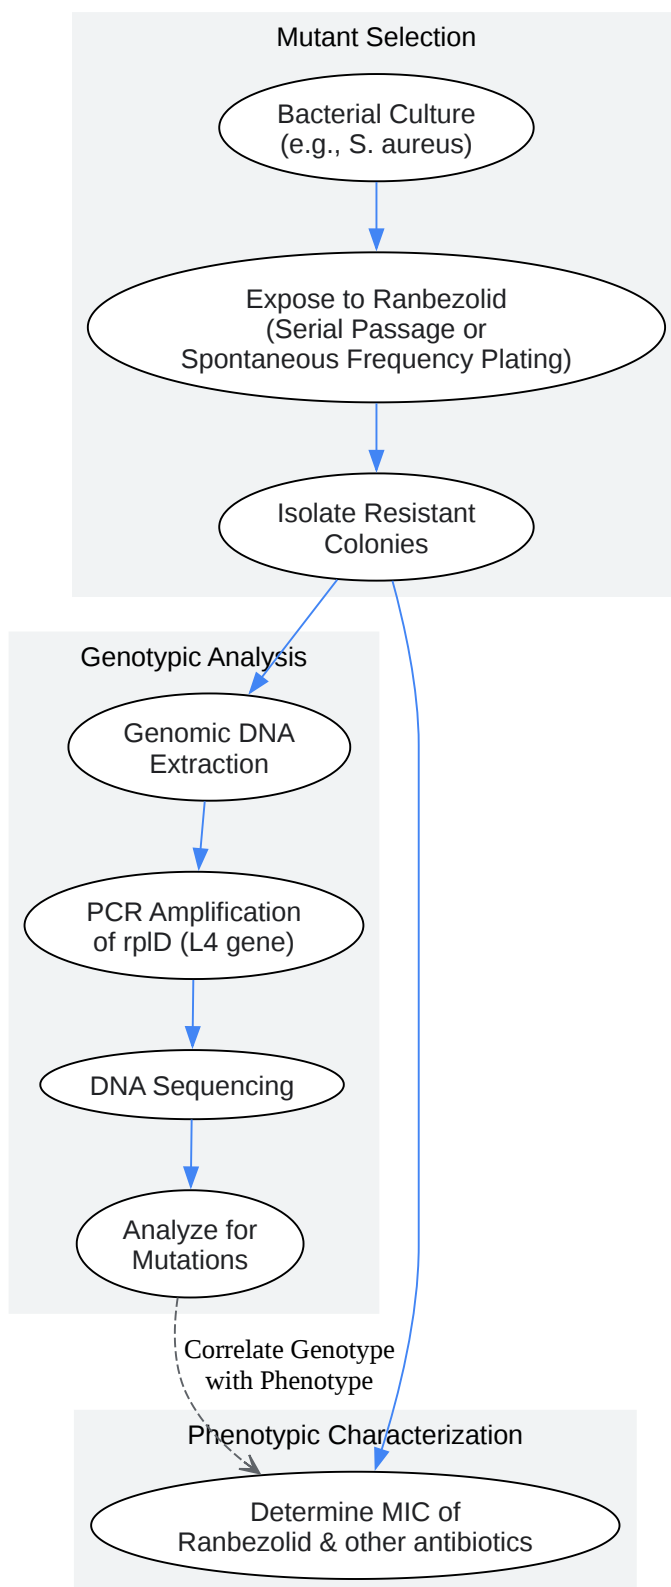 Mutant Selection
Bacterial Culture
(e.g., S. aureus)
Expose to Ranbezolid
(Serial Passage or
Spontaneous Frequency Plating)
Isolate Resistant
Colonies
Genotypic Analysis
Genomic DNA
Extraction
PCR Amplification
of rplD (L4 gene)
DNA Sequencing
Analyze for
Mutations
Correlate Genotype
with Phenotype
Phenotypic Characterization
Determine MIC of
Ranbezolid & other antibiotics